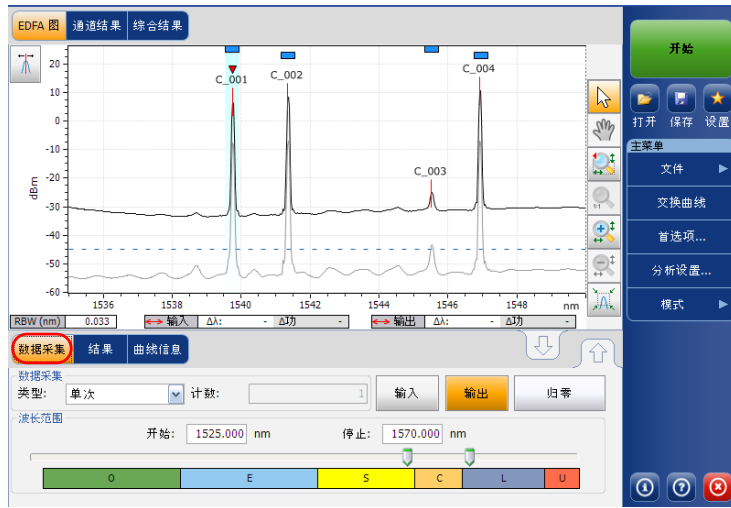 EDFA 图 通道结果 综合结果
开始
打开 保存 设置
主菜单
文件
交换曲线
首选项...
分析设置...
模式
20
10
0
-10
-20
-30
-40
-50
-60
dBm
C_001
C_002
C_003
C_004
1536 1538 1540 1542 1544 1546 1548 nm
1:1
RBW (nm) 0.033 输入 Δλ: - Δ功 - 输出 Δλ: - Δ功 -
数据采集 结果 曲线信息
数据采集
类型: 单次 计数: 1 输入 输出 归零
波长范围
开始: 1525.000 nm 停止: 1570.000 nm
O E S C L U